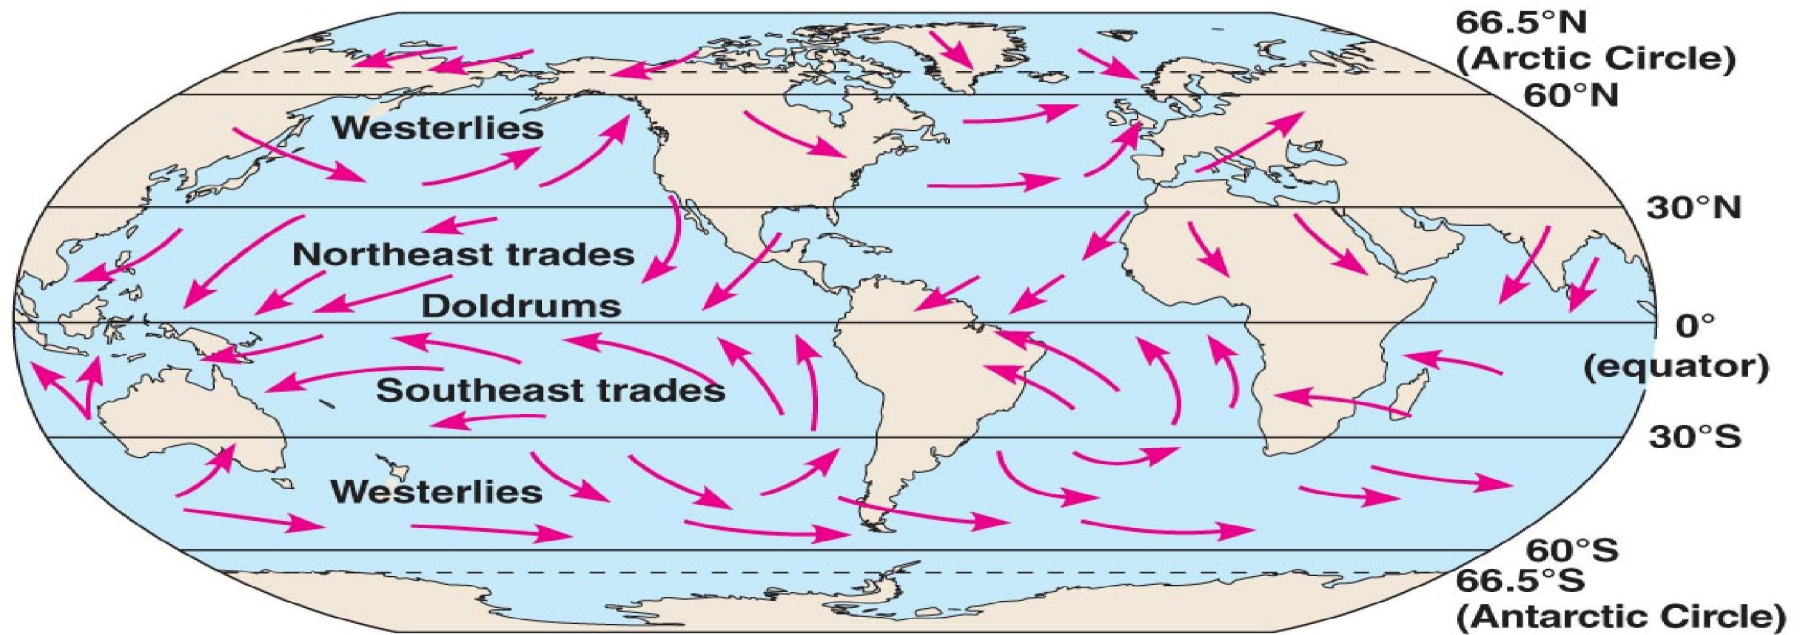 66.5°N
(Arctic Circle)
60°N
Westerlies
30°N
Northeast trades
Doldrums
0°
(equator)
Southeast trades
30°S
Westerlies
60°S
66.5°S
(Antarctic Circle)